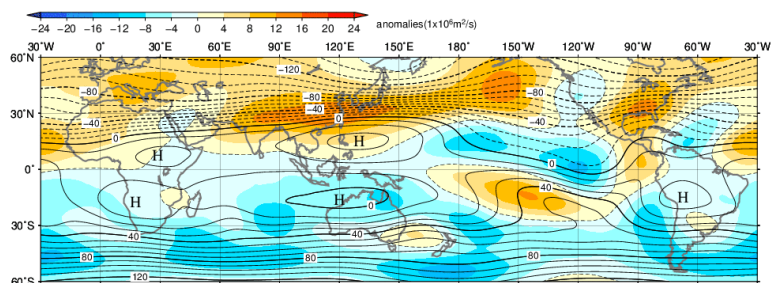 −24 −20 −16 −12 −8 −4 0 4 8 12 16 20 24 anomalies(1x10⁶m²/s)
30°W 0° 30°E 60°E 90°E 120°E 150°E 180° 150°W 120°W 90°W 60°W 30°W
60°N
−120
−80 −80 −80
30°N
−40 −40 −40
0 0
H H
0° 0
40
H H 0 H
30°S
40 40
80 80 80
120
60°S